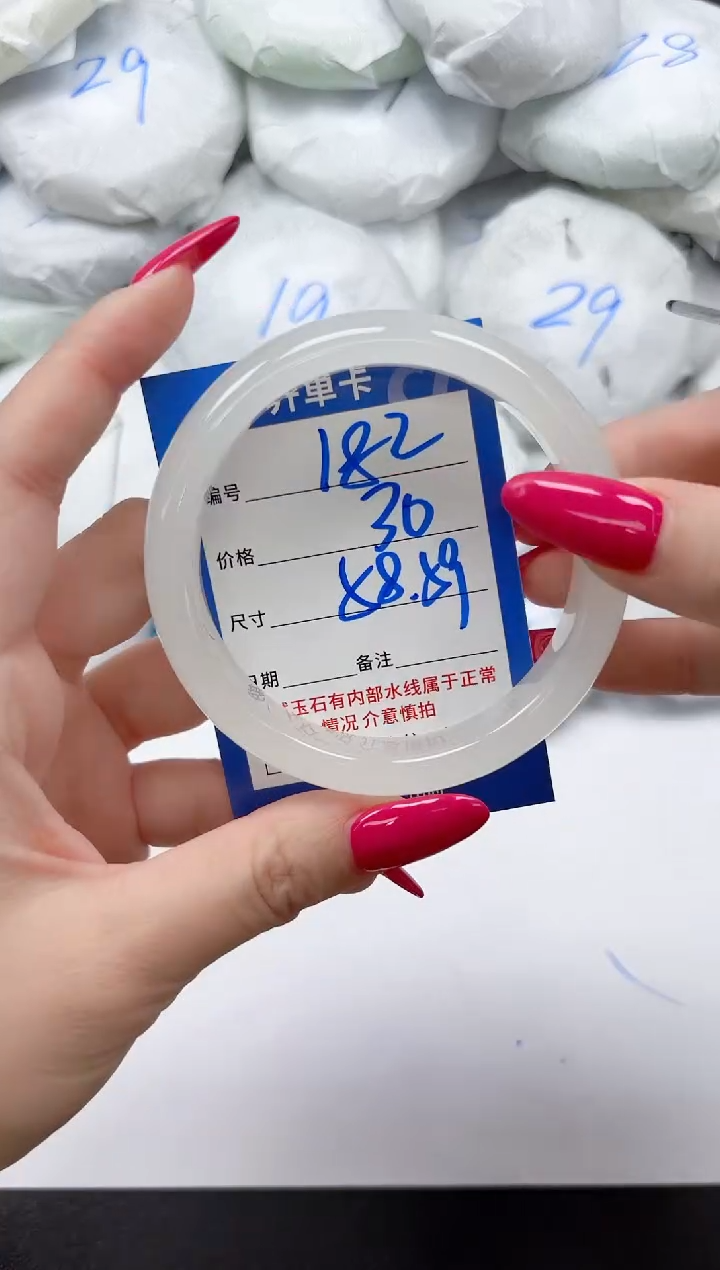 29
28
19
29
开单卡
编号 182
价格 30
尺寸 58.59
日期 备注
玉石有内部水线属于正常
情况 介意慎拍